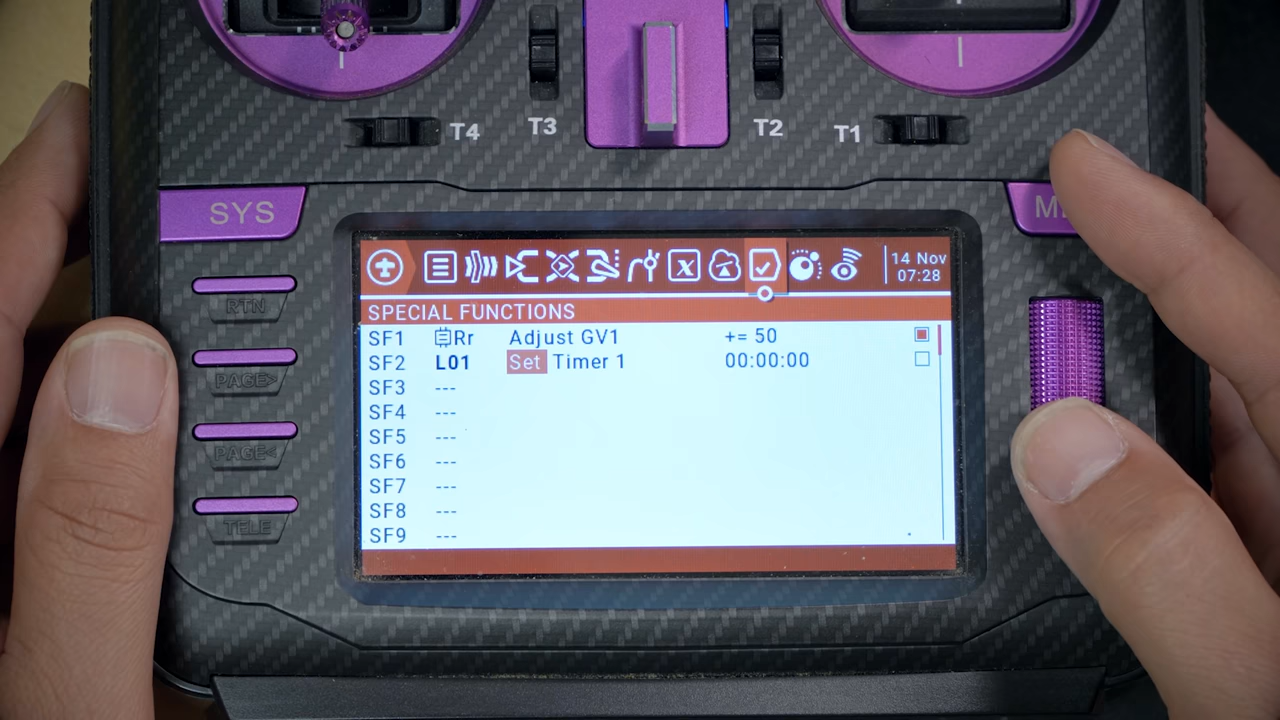 T4
T3
T2
T1
SYS
RTN
PAGE>
PAGE<
TELE
14 Nov
07:28
SPECIAL FUNCTIONS
SF1 Rr Adjust GV1 += 50
SF2 L01 Set Timer 1 00:00:00
SF3 ---
SF4 ---
SF5 ---
SF6 ---
SF7 ---
SF8 ---
SF9 ---